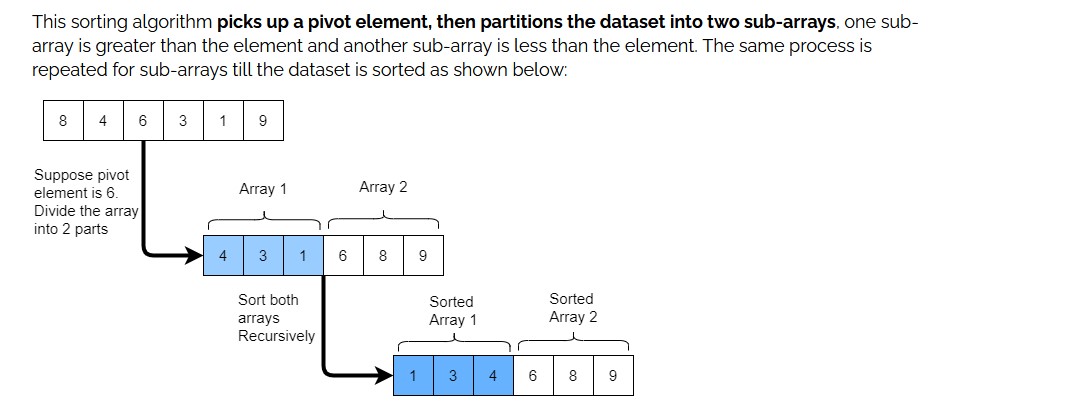 This sorting algorithm picks up a pivot element, then partitions the dataset into two sub-arrays, one sub-
array is greater than the element and another sub-array is less than the element. The same process is
repeated for sub-arrays till the dataset is sorted as shown below:
8 4 6 3 1 9
Suppose pivot
element is 6.
Divide the array
into 2 parts
Array 1 Array 2
4 3 1 6 8 9
Sort both
arrays
Recursively
Sorted
Array 1
Sorted
Array 2
1 3 4 6 8 9